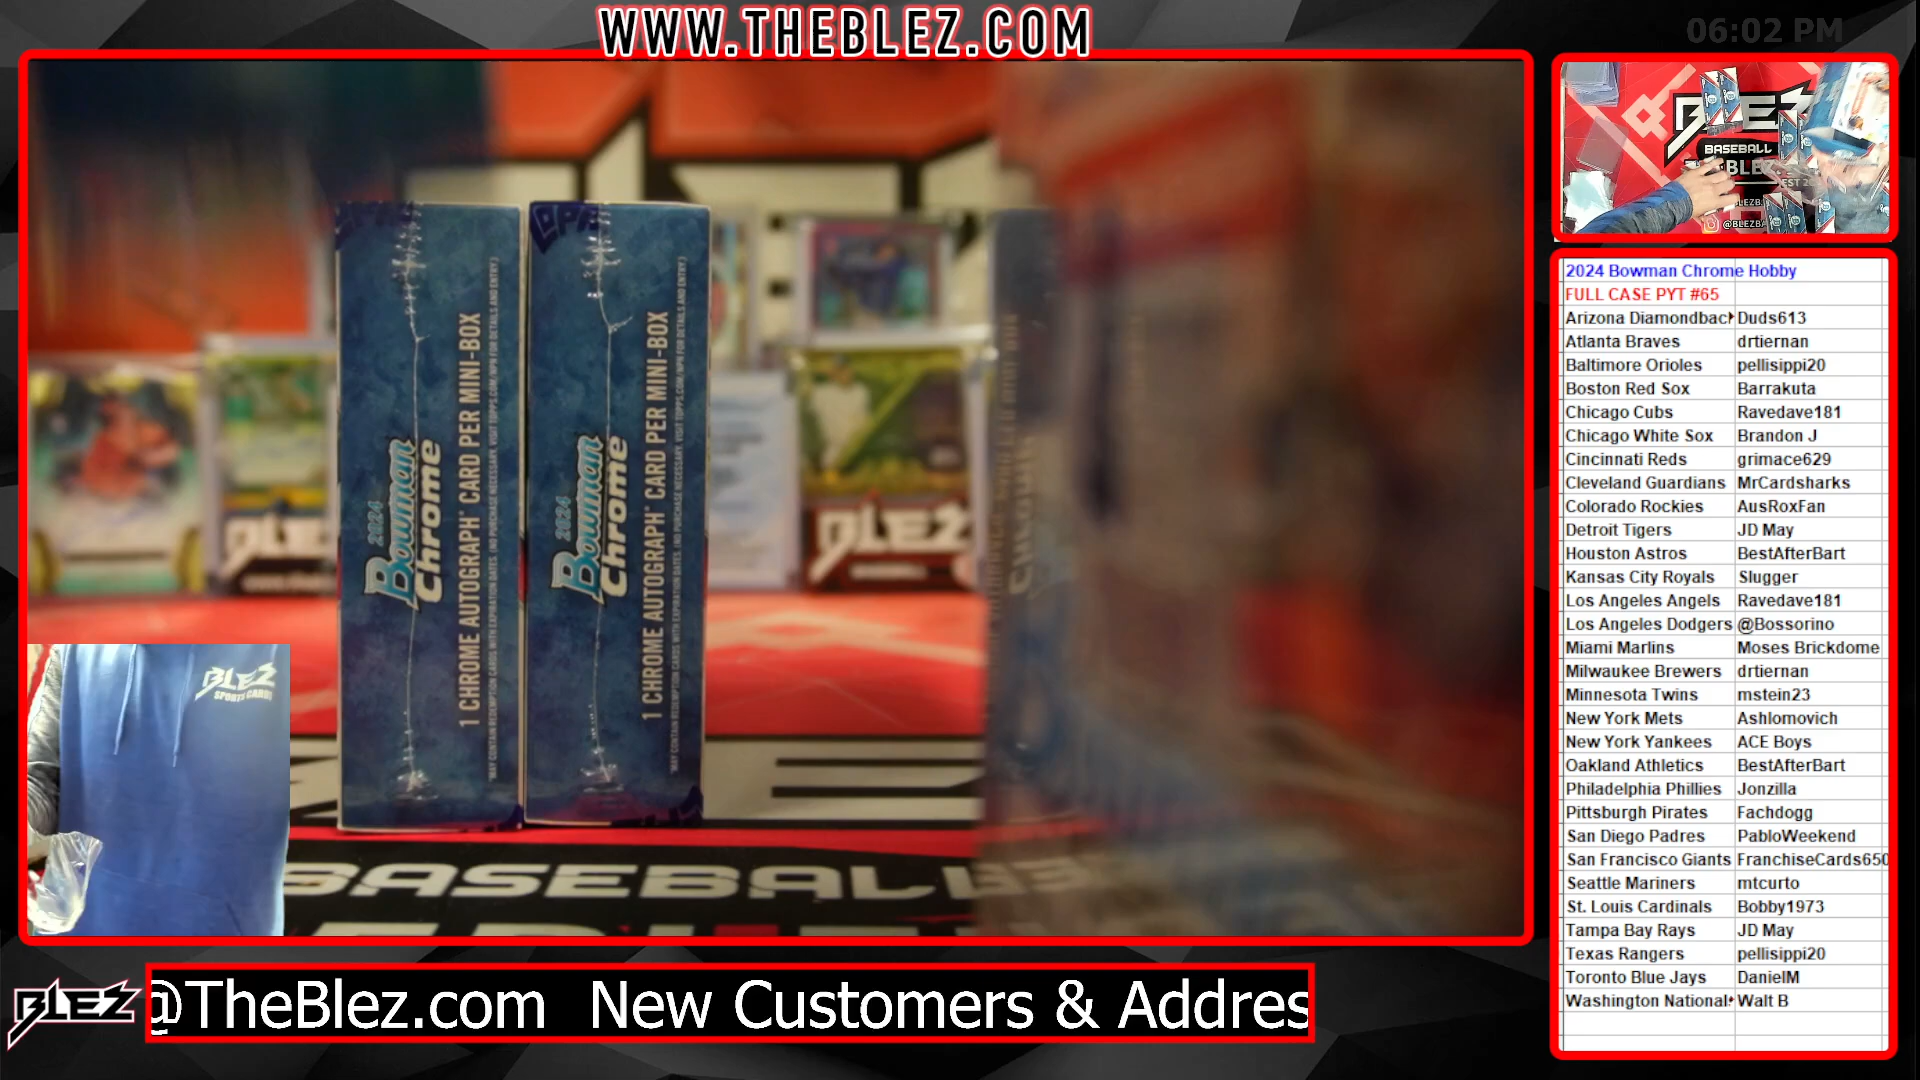 WWW.THEBLEZ.COM
06:02 PM
2024
Bowman
Chrome
1 CHROME AUTOGRAPH* CARD PER MINI-BOX
2024
Bowman
Chrome
1 CHROME AUTOGRAPH* CARD PER MINI-BOX
BLEZ
BLEZ
SPORTS CARDS
BASEBALL
BLEZ
BASEBALL
2024 Bowman Chrome Hobby
FULL CASE PYT #65
Arizona Diamondback Duds613
Atlanta Braves drtiernan
Baltimore Orioles pellisippi20
Boston Red Sox Barrakuta
Chicago Cubs Ravedave181
Chicago White Sox Brandon J
Cincinnati Reds grimace629
Cleveland Guardians MrCardsharks
Colorado Rockies AusRoxFan
Detroit Tigers JD May
Houston Astros BestAfterBart
Kansas City Royals Slugger
Los Angeles Angels Ravedave181
Los Angeles Dodgers @Bossorino
Miami Marlins Moses Brickdome
Milwaukee Brewers drtiernan
Minnesota Twins mstein23
New York Mets Ashlomovich
New York Yankees ACE Boys
Oakland Athletics BestAfterBart
Philadelphia Phillies Jonzilla
Pittsburgh Pirates Fachdogg
San Diego Padres PabloWeekend
San Francisco Giants FranchiseCards650
Seattle Mariners mtcurto
St. Louis Cardinals Bobby1973
Tampa Bay Rays JD May
Texas Rangers pellisippi20
Toronto Blue Jays DanielM
Washington National Walt B
BLEZ
@TheBlez.com New Customers & Addres